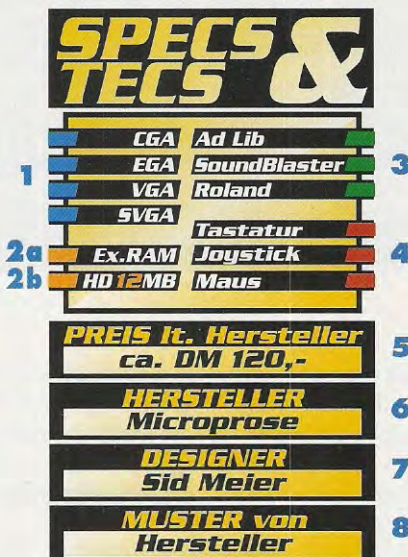 SPECS &
TECS
CGA Ad Lib
1 EGA SoundBlaster 3
VGA Roland
SVGA
Tastatur
2a Ex.RAM Joystick 4
2b HD 12MB Maus
PREIS lt. Hersteller
ca. DM 120,- 5
HERSTELLER
Microprose 6
DESIGNER
Sid Meier 7
MUSTER von
Hersteller 8